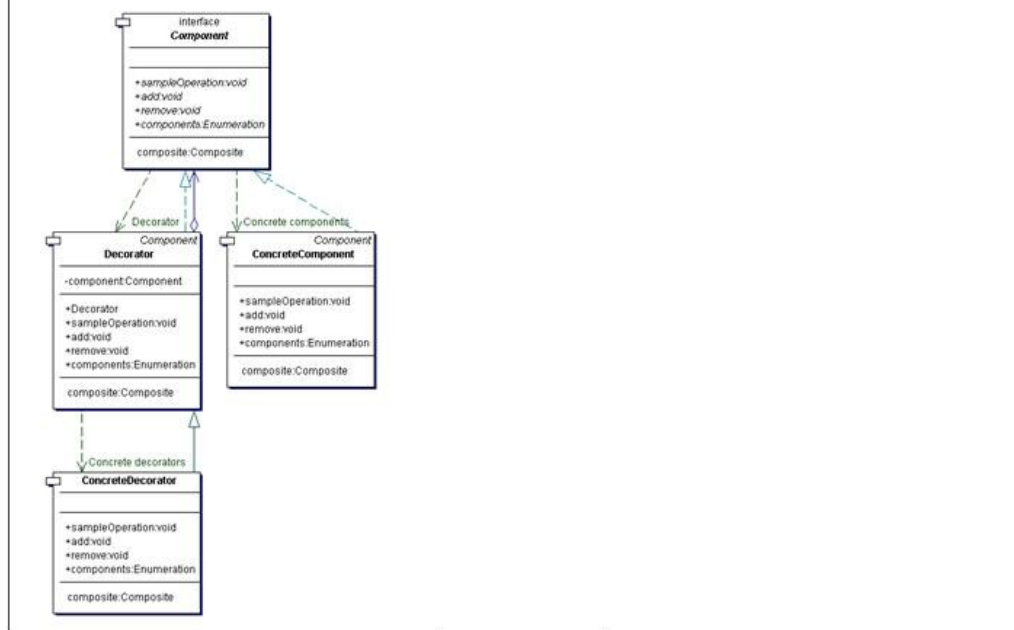 interface
Component
+sampleOperation:void
+add:void
+remove:void
+components:Enumeration
composite:Composite
Decorator
Concrete components
Component
Decorator
-component:Component
+Decorator
+sampleOperation:void
+add:void
+remove:void
+components:Enumeration
composite:Composite
Component
ConcreteComponent
+sampleOperation:void
+add:void
+remove:void
+components:Enumeration
composite:Composite
Concrete decorators
ConcreteDecorator
+sampleOperation:void
+add:void
+remove:void
+components:Enumeration
composite:Composite